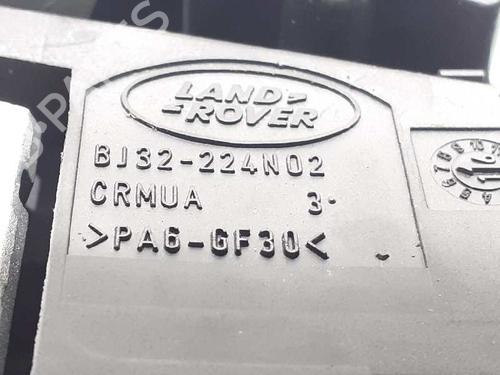 LAND
ROVER
BJ32-224N02
CRMUA 3
>PA6-GF30<